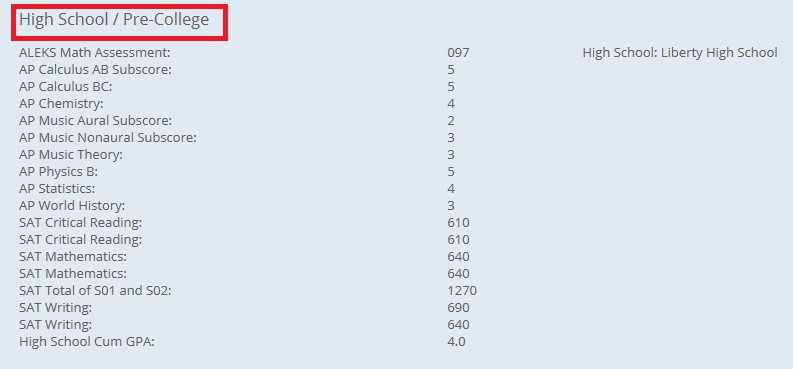 High School / Pre-College
ALEKS Math Assessment: 097 High School: Liberty High School
AP Calculus AB Subscore: 5
AP Calculus BC: 5
AP Chemistry: 4
AP Music Aural Subscore: 2
AP Music Nonaural Subscore: 3
AP Music Theory: 3
AP Physics B: 5
AP Statistics: 4
AP World History: 3
SAT Critical Reading: 610
SAT Critical Reading: 610
SAT Mathematics: 640
SAT Mathematics: 640
SAT Total of S01 and S02: 1270
SAT Writing: 690
SAT Writing: 640
High School Cum GPA: 4.0